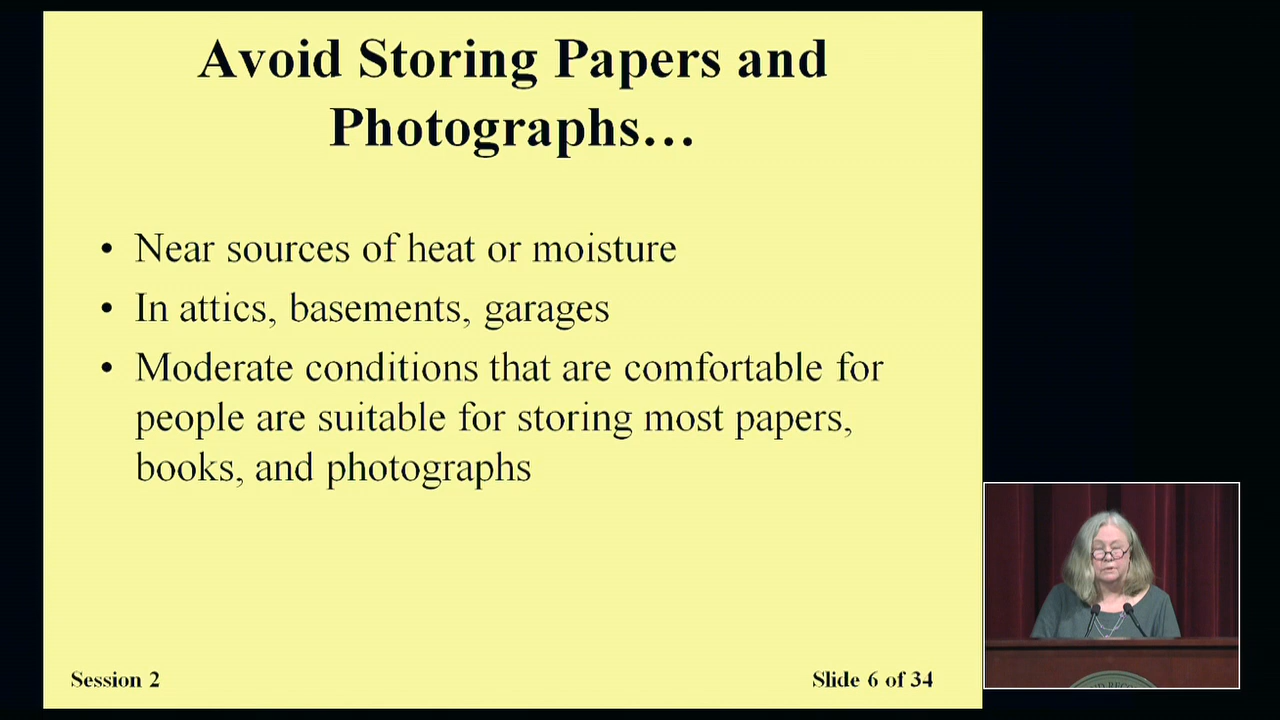 Avoid Storing Papers and
Photographs…
• Near sources of heat or moisture
• In attics, basements, garages
• Moderate conditions that are comfortable for
people are suitable for storing most papers,
books, and photographs
Session 2
Slide 6 of 34